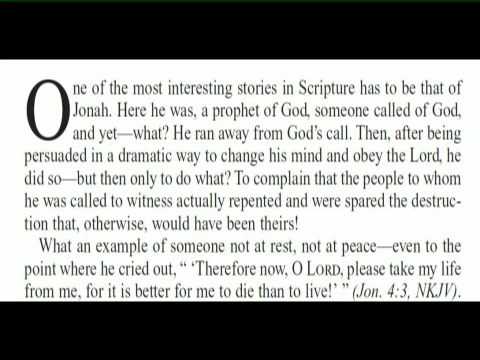 One of the most interesting stories in Scripture has to be that of
Jonah. Here he was, a prophet of God, someone called of God,
and yet—what? He ran away from God's call. Then, after being
persuaded in a dramatic way to change his mind and obey the Lord, he
did so—but then only to do what? To complain that the people to whom
he was called to witness actually repented and were spared the destruc-
tion that, otherwise, would have been theirs!
What an example of someone not at rest, not at peace—even to the
point where he cried out, “ ‘Therefore now, O LORD, please take my life
from me, for it is better for me to die than to live!’ ” (Jon. 4:3, NKJV).